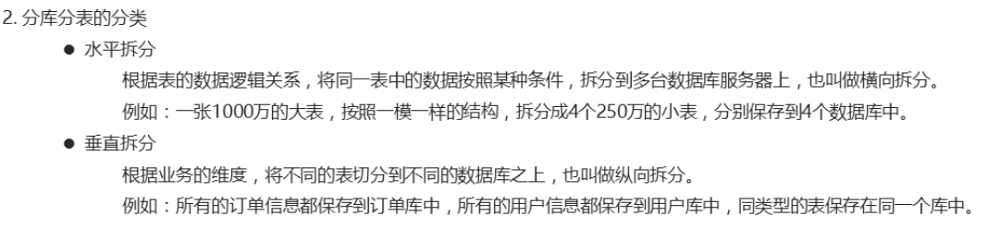 2. 分库分表的分类
● 水平拆分
根据表的数据逻辑关系，将同一表中的数据按照某种条件，拆分到多台数据库服务器上，也叫做横向拆分。
例如：一张1000万的大表，按照一模一样的结构，拆分成4个250万的小表，分别保存到4个数据库中。
● 垂直拆分
根据业务的维度，将不同的表切分到不同的数据库之上，也叫做纵向拆分。
例如：所有的订单信息都保存到订单库中，所有的用户信息都保存到用户库中，同类型的表保存在同一个库中。